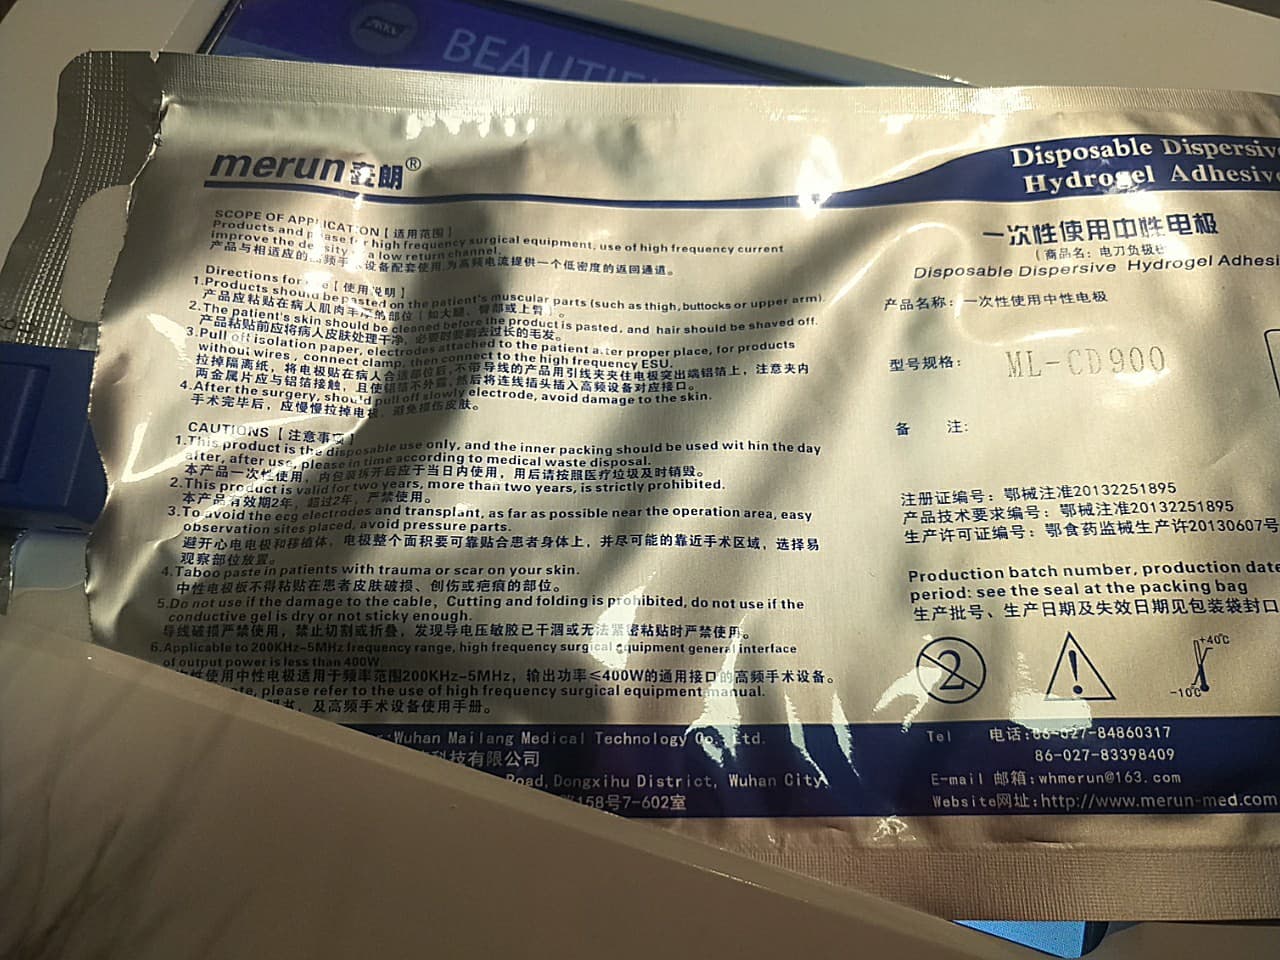 BEAUTIF
merun 麦朗®
Disposable Dispersive
Hydrogel Adhesive
SCOPE OF APPLICATION【适用范围】
Products and please for high frequency surgical equipment, use of high frequency current
improve the density a low return channel.
产品与相适应的高频手术设备配套使用,为高频电流提供一个低密度的返回通道。
Directions for use【使用说明】
1.Products should be pasted on the patient's muscular parts (such as thigh, buttocks or upper arm).
产品应粘贴在病人肌肉丰厚的部位(如大腿、臀部或上臂)。
2.The patient's skin should be cleaned before the product is pasted, and hair should be shaved off.
产品粘贴前应将病人皮肤处理干净,必要时要剃去过长的毛发。
3.Pull off isolation paper, electrodes attached to the patient after proper place, for products
without wires , connect clamp, then connect to the high frequency ESU.
拉掉隔离纸,将电极贴在病人合适部位后,不带导线的产品用引线夹夹住电极突出端铝箔上,注意夹内
两金属片应与铝箔接触,且使铝箔不外露,然后将连线插头插入高频设备对应接口。
4.After the surgery, should pull off slowly electrode, avoid damage to the skin.
手术完毕后,应慢慢拉掉电极,避免损伤皮肤。
CAUTIONS【注意事项】
1.This product is the disposable use only, and the inner packing should be used wit hin the day
after, after use, please in time according to medical waste disposal.
本产品一次性使用,内包装拆开后应于当日内使用,用后请按照医疗垃圾及时销毁。
2.This product is valid for two years, more than two years, is strictly prohibited.
本产品有效期2年,超过2年,严禁使用。
3.To avoid the ecg electrodes and transplant, as far as possible near the operation area, easy
observation sites placed, avoid pressure parts.
避开心电电极和移植体,电极整个面积要可靠贴合患者身体上,并尽可能的靠近手术区域,选择易
观察部位放置。
4.Taboo paste in patients with trauma or scar on your skin.
中性电极板不得粘贴在患者皮肤破损、创伤或疤痕的部位。
5.Do not use if the damage to the cable, Cutting and folding is prohibited, do not use if the
conductive gel is dry or not sticky enough.
导线破损严禁使用,禁止切割或折叠,发现导电压敏胶已干涸或无法紧密粘贴时严禁使用。
6.Applicable to 200KHz-5MHz frequency range, high frequency surgical equipment general interface
of output power is less than 400W
次性使用中性电极适用于频率范围200KHz-5MHz,输出功率≤400W的通用接口的高频手术设备。
please refer to the use of high frequency surgical equipment manual.
及高频手术设备使用手册。
:Wuhan Mailang Medical Technology Co., Ltd.
科技有限公司
Road, Dongxihu District, Wuhan City
158号7-602室
一次性使用中性电极
(商品名:电刀负极板
Disposable Dispersive Hydrogel Adhesi
产品名称:一次性使用中性电极
型号规格: ML-CD900
备 注:
注册证编号:鄂械注准20132251895
产品技术要求编号:鄂械注准20132251895
生产许可证编号:鄂食药监械生产许20130607号
Production batch number, production date
period: see the seal at the packing bag
生产批号、生产日期及失效日期见包装袋封口
2
+40℃
-10℃
Tel 电话:86-027-84860317
86-027-83398409
E-mail 邮箱:whmerun@163.com
Website网址:http://www.merun-med.com